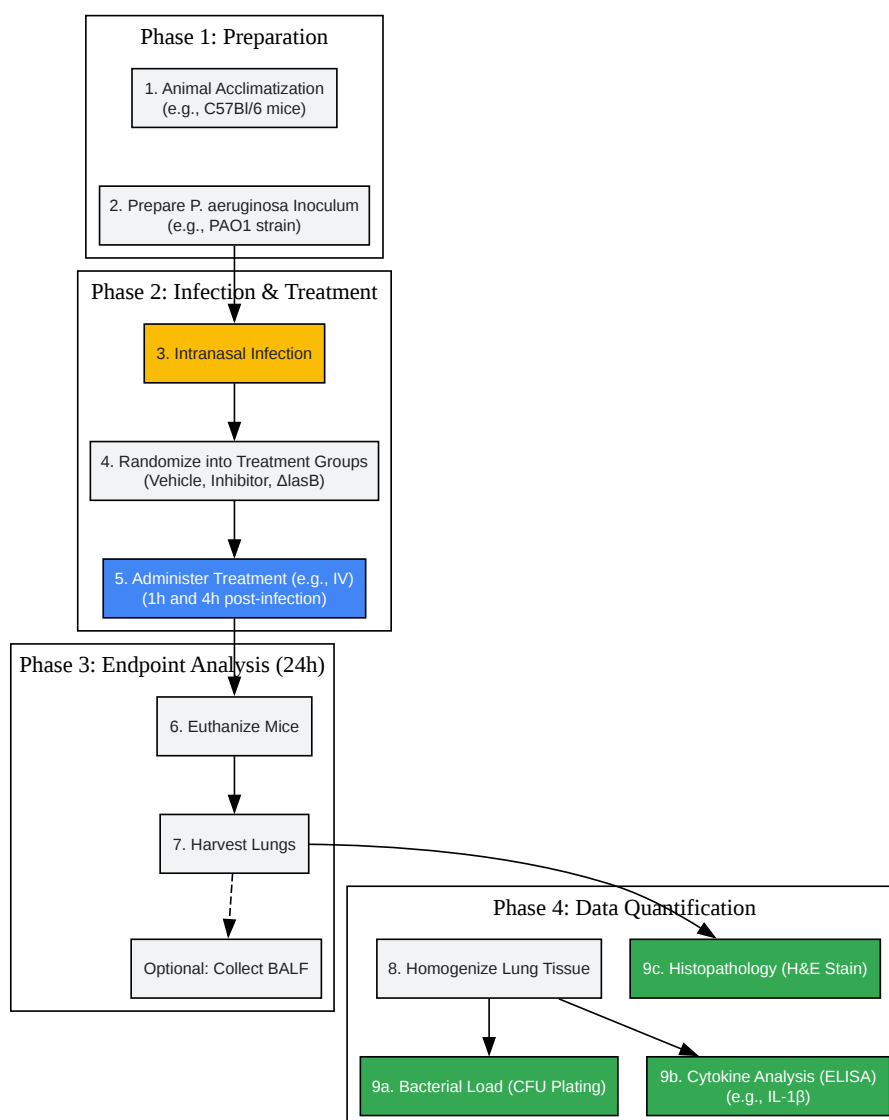 Phase 1: Preparation
1. Animal Acclimatization
(e.g., C57Bl/6 mice)
2. Prepare P. aeruginosa Inoculum
(e.g., PAO1 strain)
Phase 2: Infection & Treatment
3. Intranasal Infection
4. Randomize into Treatment Groups
(Vehicle, Inhibitor, ΔlasB)
5. Administer Treatment (e.g., IV)
(1h and 4h post-infection)
Phase 3: Endpoint Analysis (24h)
6. Euthanize Mice
7. Harvest Lungs
Optional: Collect BALF
Phase 4: Data Quantification
8. Homogenize Lung Tissue
9c. Histopathology (H&E Stain)
9a. Bacterial Load (CFU Plating)
9b. Cytokine Analysis (ELISA)
(e.g., IL-1β)